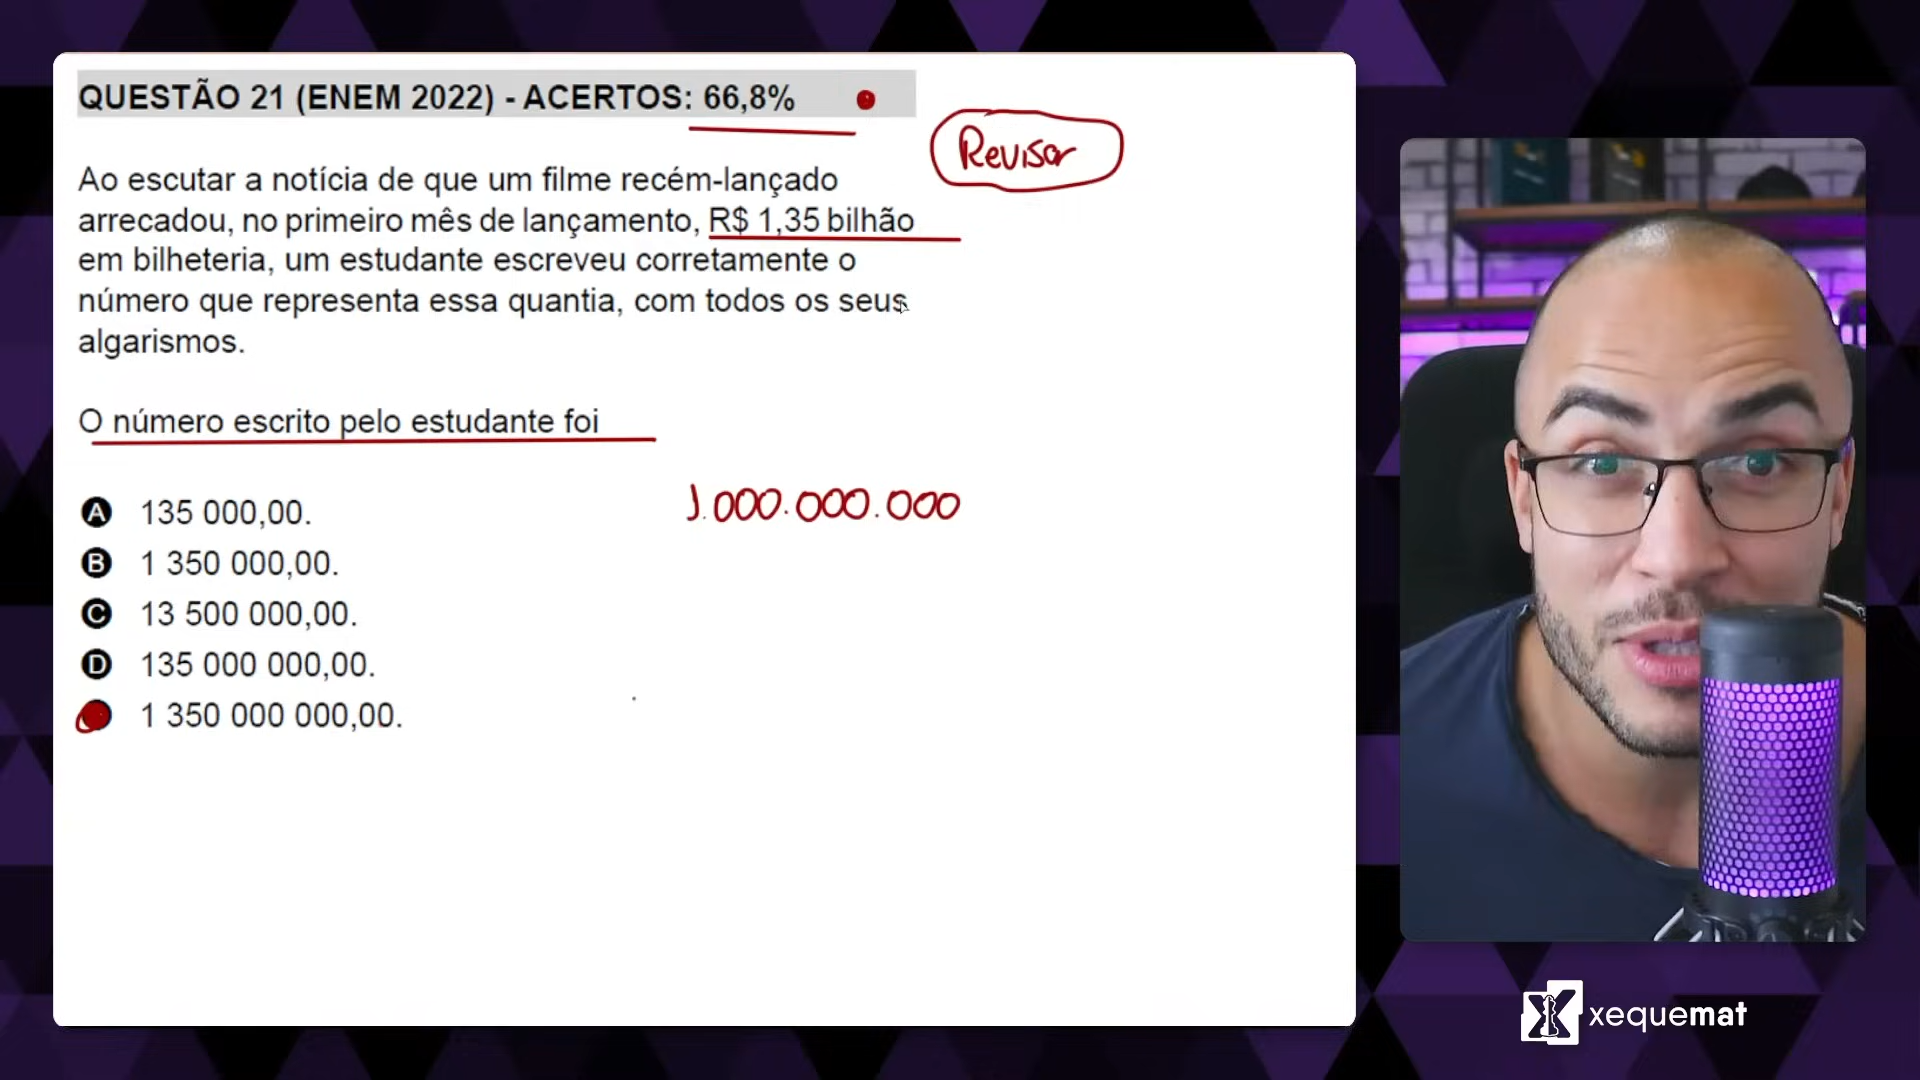 QUESTÃO 21 (ENEM 2022) - ACERTOS: 66,8%
Revisar
Ao escutar a notícia de que um filme recém-lançado
arrecadou, no primeiro mês de lançamento, R$ 1,35 bilhão
em bilheteria, um estudante escreveu corretamente o
número que representa essa quantia, com todos os seus
algarismos.
O número escrito pelo estudante foi
A 135 000,00.
1.000.000.000
B 1 350 000,00.
C 13 500 000,00.
D 135 000 000,00.
1 350 000 000,00.
xequemat